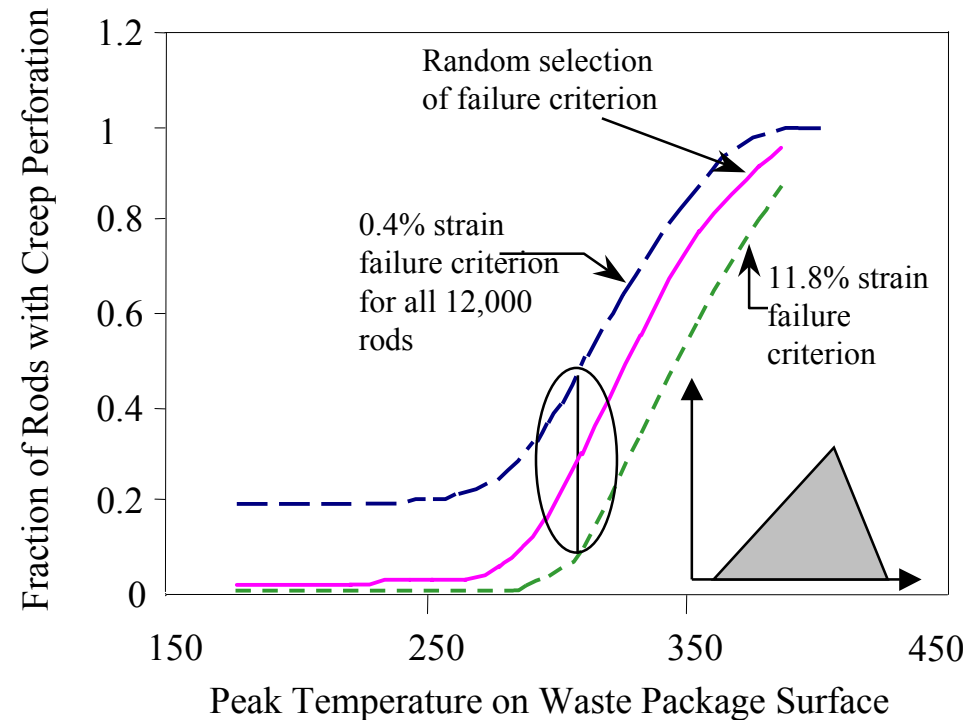 Fraction of Rods with Creep Perforation
1.2
1
0.8
0.6
0.4
0.2
0
Random selection
of failure criterion
0.4% strain
failure criterion
for all 12,000
rods
11.8% strain
failure
criterion
150
250
350
450
Peak Temperature on Waste Package Surface